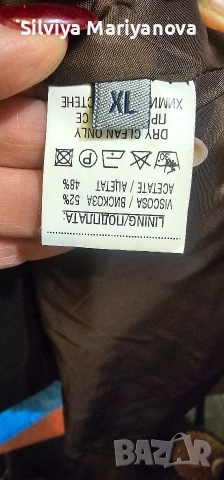 Silviya Mariyanova
LINING/ПОДПЛАТА:
VISCOSA / ВИСКОЗА 52%
ACETATE / АЦЕТАТ 48%
DRY CLEAN ONLY
XL
BAZAR